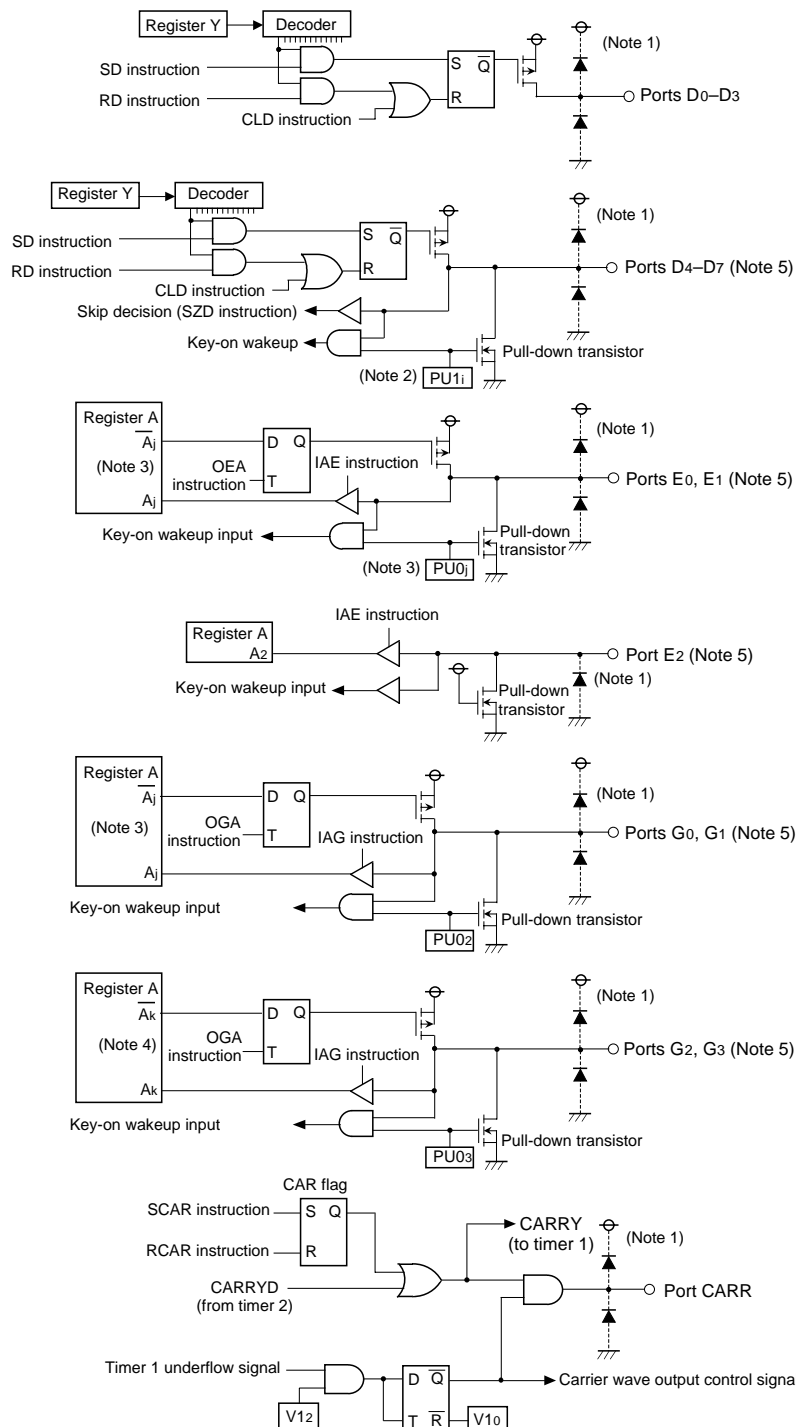 Register Y
Decoder
(Note 1)
SD instruction
S
Q
RD instruction
R
CLD instruction
Ports D0–D3
Register Y
Decoder
(Note 1)
SD instruction
S
Q
RD instruction
R
CLD instruction
Ports D4–D7 (Note 5)
Skip decision (SZD instruction)
Key-on wakeup
Pull-down transistor
(Note 2)
PU1i
Register A
Aj
(Note 3)
D Q
OEA
instruction
T
IAE instruction
Aj
(Note 1)
Ports E0, E1 (Note 5)
Key-on wakeup input
Pull-down
transistor
(Note 3)
PU0j
IAE instruction
Register A
A2
Port E2 (Note 5)
Key-on wakeup input
Pull-down
transistor
(Note 1)
Register A
Aj
(Note 3)
D Q
OGA
instruction
T
IAG instruction
Aj
(Note 1)
Ports G0, G1 (Note 5)
Key-on wakeup input
Pull-down transistor
PU02
Register A
Ak
(Note 4)
D Q
OGA
instruction
T
IAG instruction
Ak
(Note 1)
Ports G2, G3 (Note 5)
Key-on wakeup input
Pull-down transistor
PU03
CAR flag
SCAR instruction
S Q
RCAR instruction
R
CARRY
(to timer 1)
(Note 1)
CARRYD
(from timer 2)
Port CARR
Timer 1 underflow signal
D Q
Carrier wave output control signa
V12
T R
V10